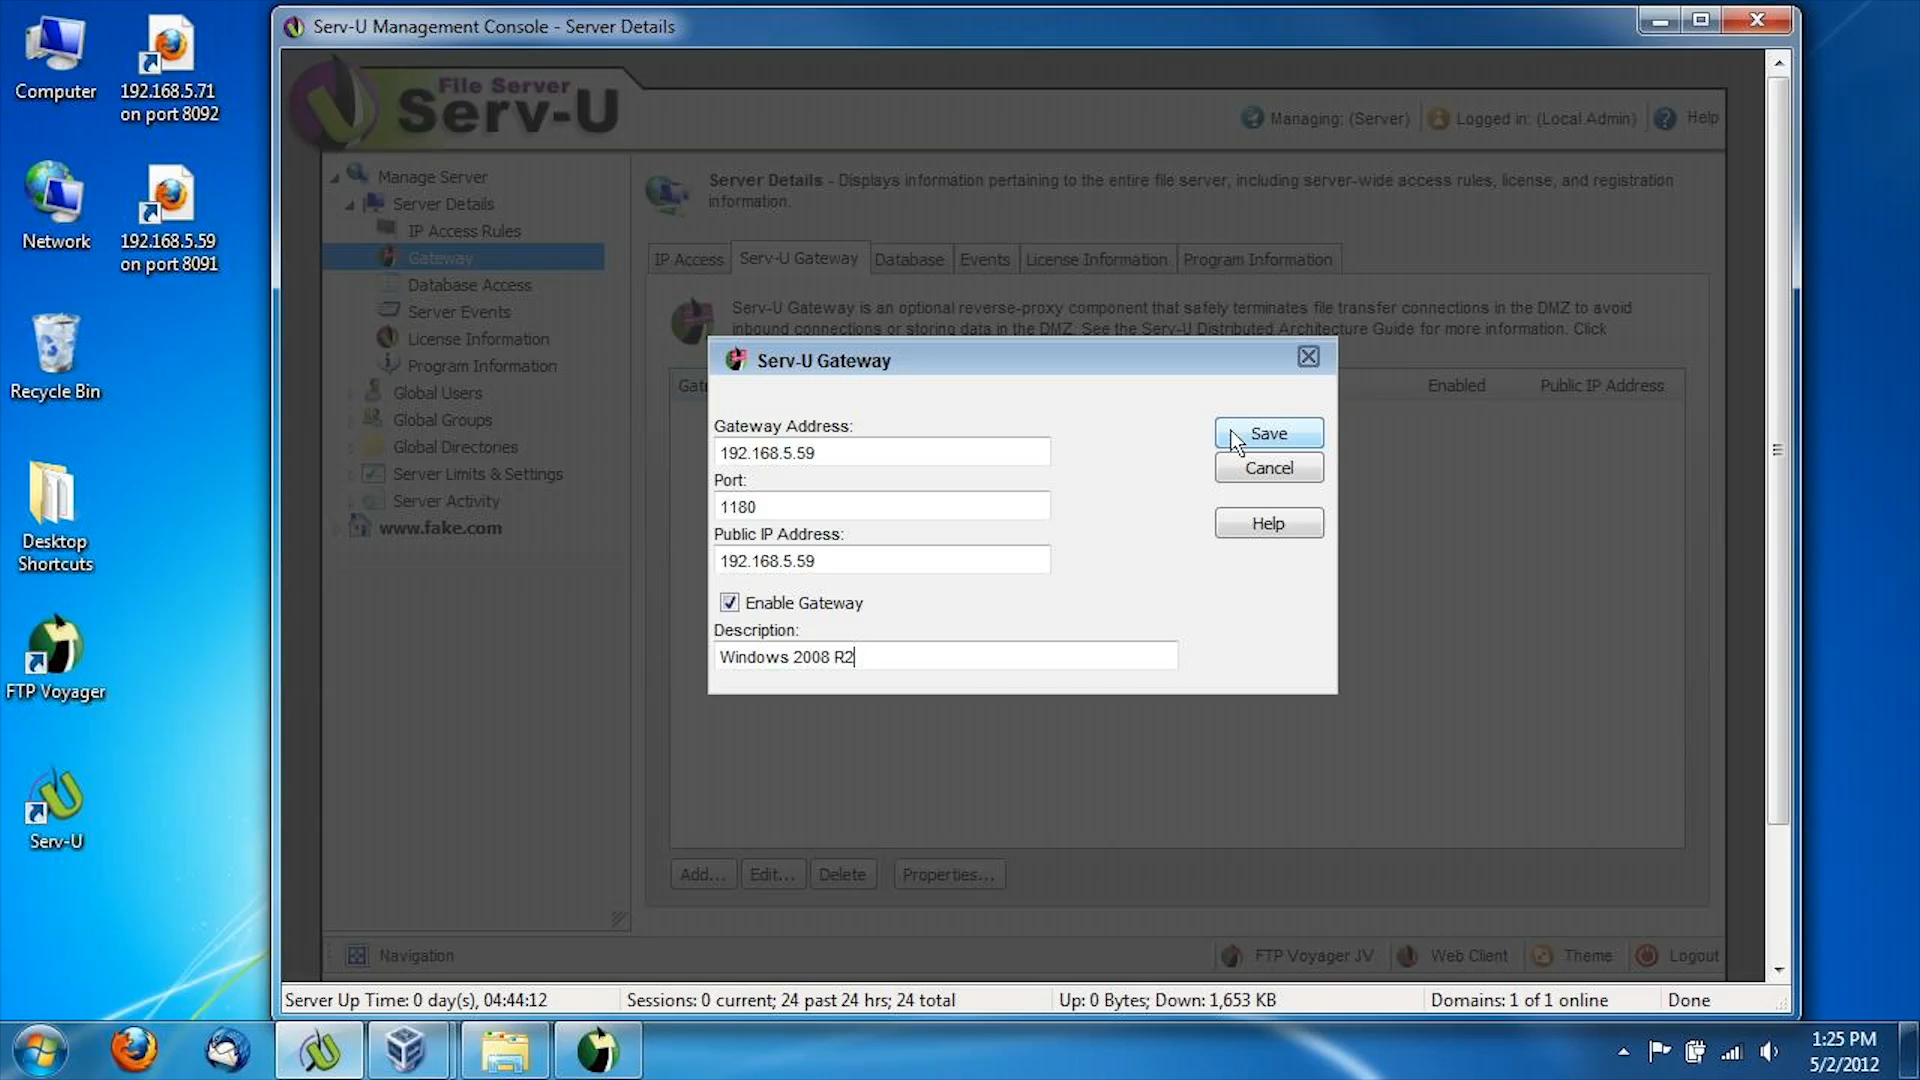 Computer
192.168.5.71
on port 8092
Network
192.168.5.59
on port 8091
Recycle Bin
Desktop
Shortcuts
FTP Voyager
Serv-U
Serv-U Management Console - Server Details
File Server
Serv-U
Managing: (Server)
Logged in: (Local Admin)
Help
Manage Server
Server Details
IP Access Rules
Gateway
Database Access
Server Events
License Information
Program Information
Global Users
Global Groups
Global Directories
Server Limits & Settings
Server Activity
www.fake.com
Server Details - Displays information pertaining to the entire file server, including server-wide access rules, license, and registration
information.
IP Access
Serv-U Gateway
Database
Events
License Information
Program Information
Serv-U Gateway is an optional reverse-proxy component that safely terminates file transfer connections in the DMZ to avoid
inbound connections or storing data in the DMZ. See the Serv-U Distributed Architecture Guide for more information. Click
Enabled
Public IP Address
Serv-U Gateway
Gateway Address:
192.168.5.59
Port:
1180
Public IP Address:
192.168.5.59
Enable Gateway
Description:
Windows 2008 R2
Save
Cancel
Help
Add...
Edit...
Delete
Properties...
Navigation
FTP Voyager JV
Web Client
Theme
Logout
Server Up Time: 0 day(s), 04:44:12
Sessions: 0 current; 24 past 24 hrs; 24 total
Up: 0 Bytes; Down: 1,653 KB
Domains: 1 of 1 online
Done
1:25 PM
5/2/2012